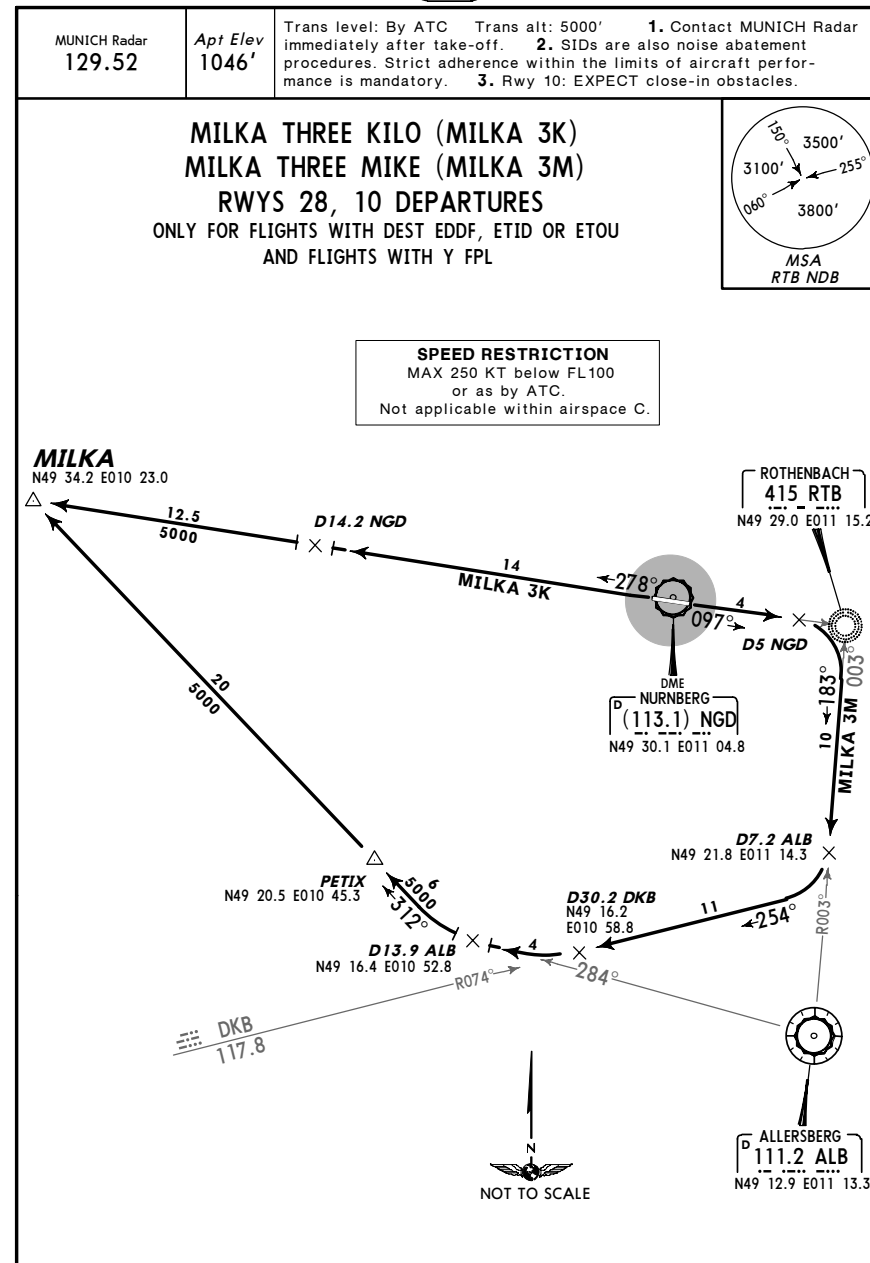 MUNICH Radar
129.52
Apt Elev
1046'
Trans level: By ATC Trans alt: 5000' 1. Contact MUNICH Radar
immediately after take-off. 2. SIDs are also noise abatement
procedures. Strict adherence within the limits of aircraft perfor-
mance is mandatory. 3. Rwy 10: EXPECT close-in obstacles.
MILKA THREE KILO (MILKA 3K)
MILKA THREE MIKE (MILKA 3M)
RWYS 28, 10 DEPARTURES
ONLY FOR FLIGHTS WITH DEST EDDF, ETID OR ETOU
AND FLIGHTS WITH Y FPL
150°
3500'
3100'
255°
060°
3800'
MSA
RTB NDB
SPEED RESTRICTION
MAX 250 KT below FL100
or as by ATC.
Not applicable within airspace C.
MILKA
N49 34.2 E010 23.0
12.5
5000
D14.2 NGD
14
MILKA 3K
278°
097°
4
D5 NGD
ROTHENBACH
415 RTB
N49 29.0 E011 15.2
DME
NURNBERG
D (113.1) NGD
N49 30.1 E011 04.8
003°
183°
10
MILKA 3M
20
5000
D7.2 ALB
N49 21.8 E011 14.3
PETIX
N49 20.5 E010 45.3
6
5000
312°
D30.2 DKB
N49 16.2
E010 58.8
11
254°
R003°
D13.9 ALB
N49 16.4 E010 52.8
4
R074°
284°
DKB
117.8
N
NOT TO SCALE
ALLERSBERG
D 111.2 ALB
N49 12.9 E011 13.3